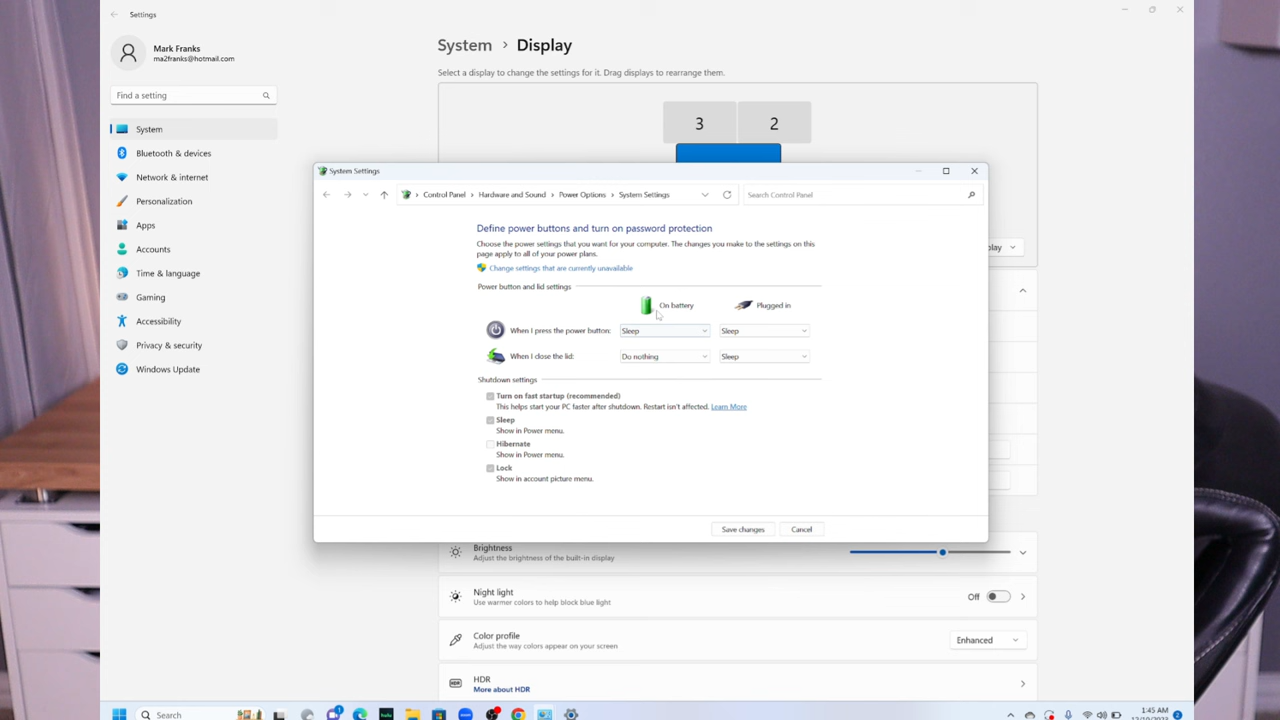 Settings
Mark Franks
ma2franks@hotmail.com
Find a setting
System
Bluetooth & devices
Network & internet
Personalization
Apps
Accounts
Time & language
Gaming
Accessibility
Privacy & security
Windows Update
System > Display
Select a display to change the settings for it. Drag displays to rearrange them.
3 2
System Settings
Control Panel > Hardware and Sound > Power Options > System Settings
Search Control Panel
Define power buttons and turn on password protection
Choose the power settings that you want for your computer. The changes you make to the settings on this
page apply to all of your power plans.
Change settings that are currently unavailable
Power button and lid settings
On battery Plugged in
When I press the power button: Sleep Sleep
When I close the lid: Do nothing Sleep
Shutdown settings
Turn on fast startup (recommended)
This helps start your PC faster after shutdown. Restart isn't affected. Learn More
Sleep
Show in Power menu.
Hibernate
Show in Power menu.
Lock
Show in account picture menu.
Save changes Cancel
play
Brightness
Adjust the brightness of the built-in display
Night light
Use warmer colors to help block blue light
Off
Color profile
Adjust the way colors appear on your screen
Enhanced
HDR
More about HDR
Search
1:45 AM